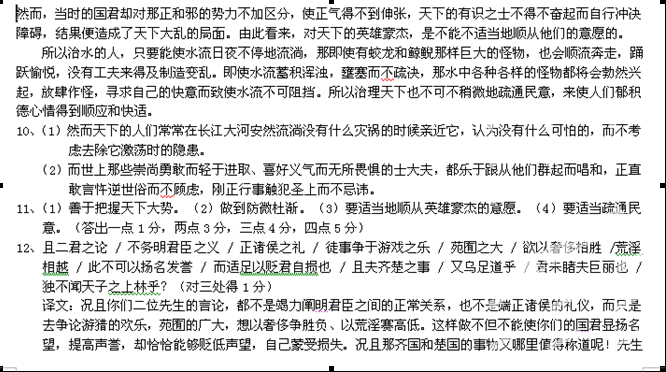 然而，当时的国君却对那正和邪的势力不加区分，使正气得不到伸张，天下的有识之士不得不奋起而自行冲决
障碍，结果便造成了天下大乱的局面。由此看来，对天下的英雄豪杰，是不能不适当地顺从他们的意愿的。
所以治水的人，只要能使水流日夜不停地流淌，那即使有蛟龙和鲸鲵那样巨大的怪物，也会顺流奔走，踊
跃愉悦，没有工夫来得及制造变乱。即使水流蓄积浑浊，壅塞而不疏决，那水中各种各样的怪物都将会勃然兴
起，放肆作怪，寻求自己的快意而致使水流不可阻挡。所以治理天下也不可不稍微地疏通民意，来使人们郁积
德心情得到顺应和快适。
10、（1）然而天下的人们常常在长江大河安然流淌没有什么灾祸的时候亲近它，认为没有什么可怕的，而不考
虑去除它激荡时的隐患。
（2）而世上那些崇尚勇敢而轻于进取、喜好义气而无所畏惧的士大夫，都乐于跟从他们群起而唱和，正直
敢言忤逆世俗而不顾虑，刚正行事触犯圣上而不忌讳。
11、（1）善于把握天下大势。（2）做到防微杜渐。（3）要适当地顺从英雄豪杰的意愿。（4）要适当疏通民
意。（答出一点 1 分，两点 3 分，三点 4 分，四点 5 分）
12、 且二君之论 / 不务明君臣之义 / 正诸侯之礼 / 徒事争于游戏之乐 / 苑囿之大 / 欲以奢侈相胜 /荒淫
相越 / 此不可以扬名发誉 / 而适足以贬君自损也 / 且夫齐楚之事 / 又乌足道乎 / 君未睹夫巨丽也 /
独不闻天子之上林乎？（对三处得 1 分）
译文：况且你们二位先生的言论，都不是竭力阐明君臣之间的正常关系，也不是端正诸侯的礼仪，而只是
去争论游猎的欢乐，苑囿的广大，想以奢侈争胜负、以荒淫赛高低。这样做不但不能使你们的国君显扬名
望，提高声誉，却恰恰能够贬低声望，自己蒙受损失。况且那齐国和楚国的事物又哪里值得称道呢！先生